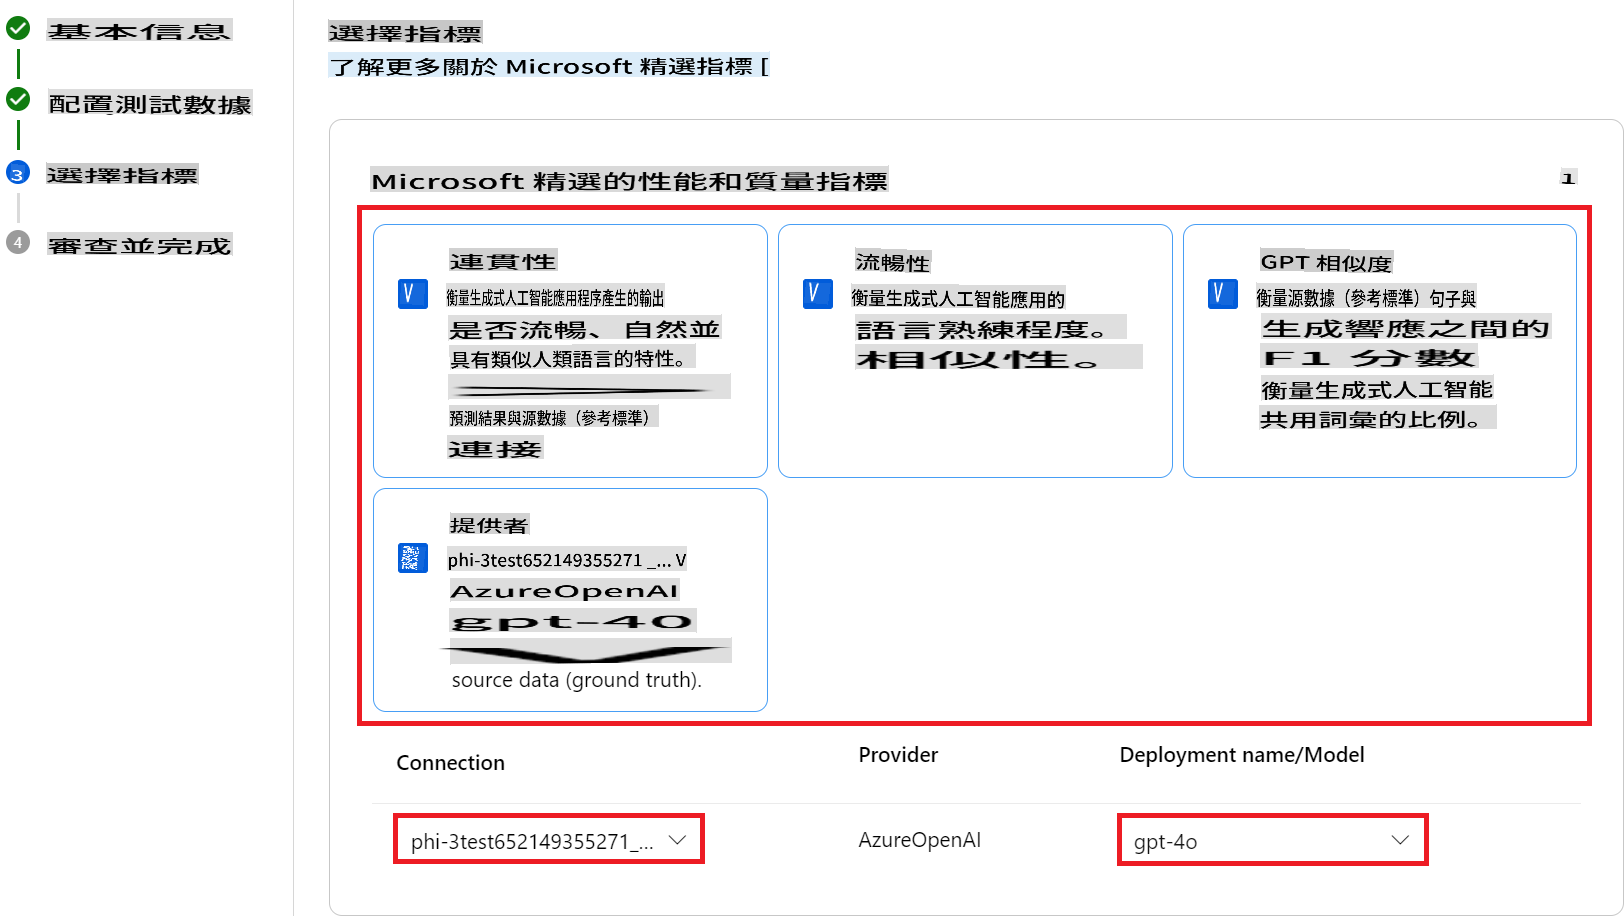 基本信息
配置測試數據
3 選擇指標
4 審查並完成
選擇指標
了解更多關於 Microsoft 精選指標 [
Microsoft 精選的性能和質量指標
1
連貫性
衡量生成式人工智能應用程序產生的輸出
是否流暢、自然並
具有類似人類語言的特性。
預測結果與源數據（參考標準）
連接
流暢性
衡量生成式人工智能應用的
語言熟練程度。
相似性。
GPT 相似度
衡量源數據（參考標準）句子與
生成響應之間的
F1 分數
衡量生成式人工智能
共用詞彙的比例。
提供者
phi-3test652149355271 _... V
AzureOpenAI
gpt-4o
source data (ground truth).
Connection
Provider
Deployment name/Model
phi-3test652149355271_...
AzureOpenAI
gpt-4o